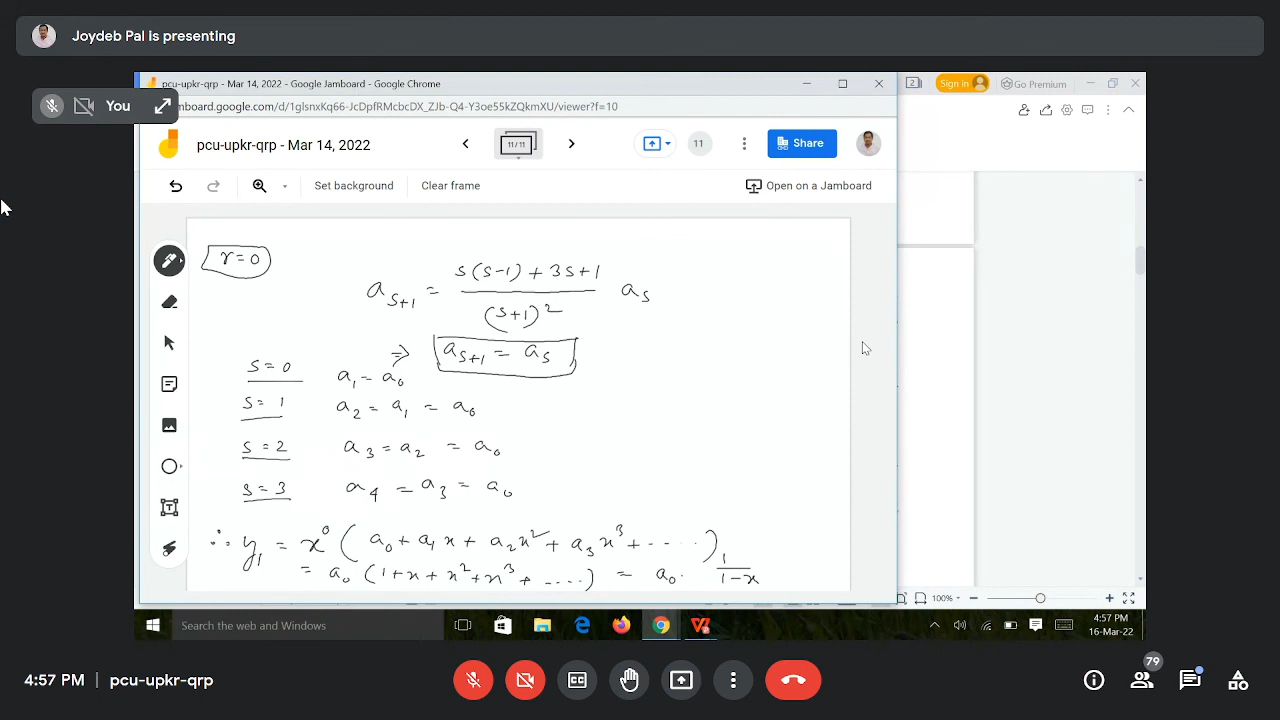 Joydeb Pal is presenting
You
pcu-upkr-qrp - Mar 14, 2022 - Google Jamboard - Google Chrome
mboard.google.com/d/1glsnxKq66-JcDpfRMcbcDX_ZJb-Q4-Y3oe55kZQkmXU/viewer?f=10
2 Sign in Go Premium
pcu-upkr-qrp - Mar 14, 2022
11/11
11
Share
Set background
Clear frame
Open on a Jamboard
r=0
a_{s+1} = \frac{s(s-1)+3s+1}{(s+1)^2} a_s
⇒ a_{s+1} = a_s
s=0 a_1 = a_0
s=1 a_2 = a_1 = a_0
s=2 a_3 = a_2 = a_0
s=3 a_4 = a_3 = a_0
∴ y_1 = x^0 (a_0 + a_1 x + a_2 x^2 + a_3 x^3 + .....)
= a_0 (1+x+x^2+x^3+....) = a_0 . \frac{1}{1-x}
100%
Search the web and Windows
4:57 PM
16-Mar-22
4:57 PM | pcu-upkr-qrp
79